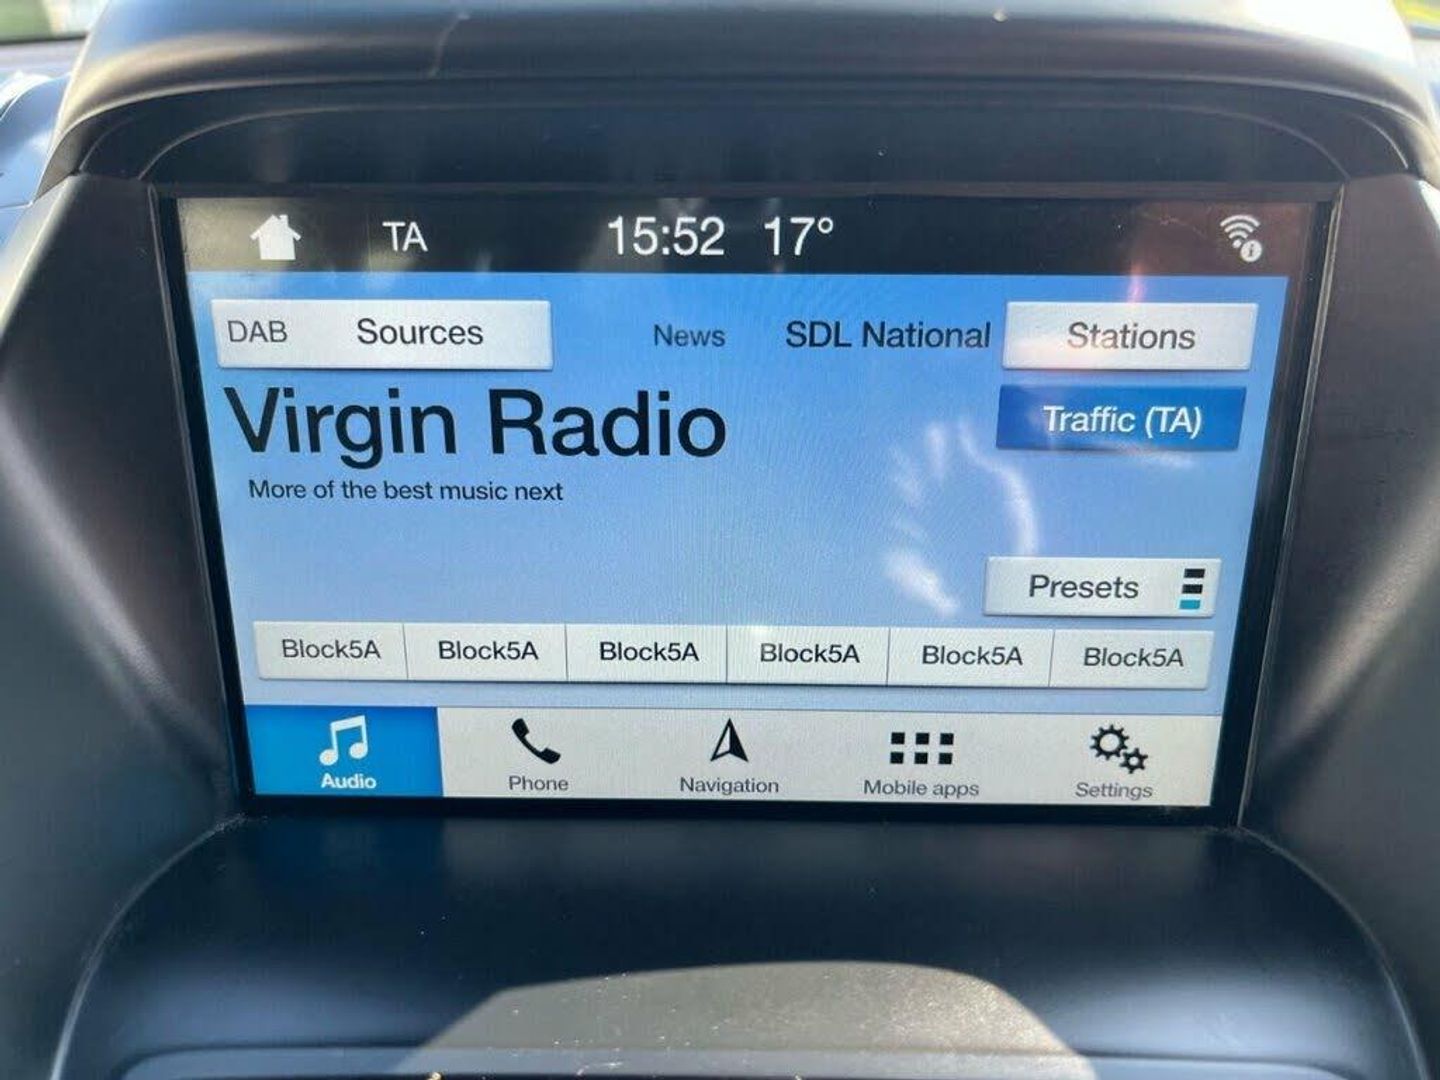 TA 15:52 17°
DAB Sources News SDL National Stations
Virgin Radio
Traffic (TA)
More of the best music next
Presets
Block5A Block5A Block5A Block5A Block5A Block5A
Audio Phone Navigation Mobile apps Settings